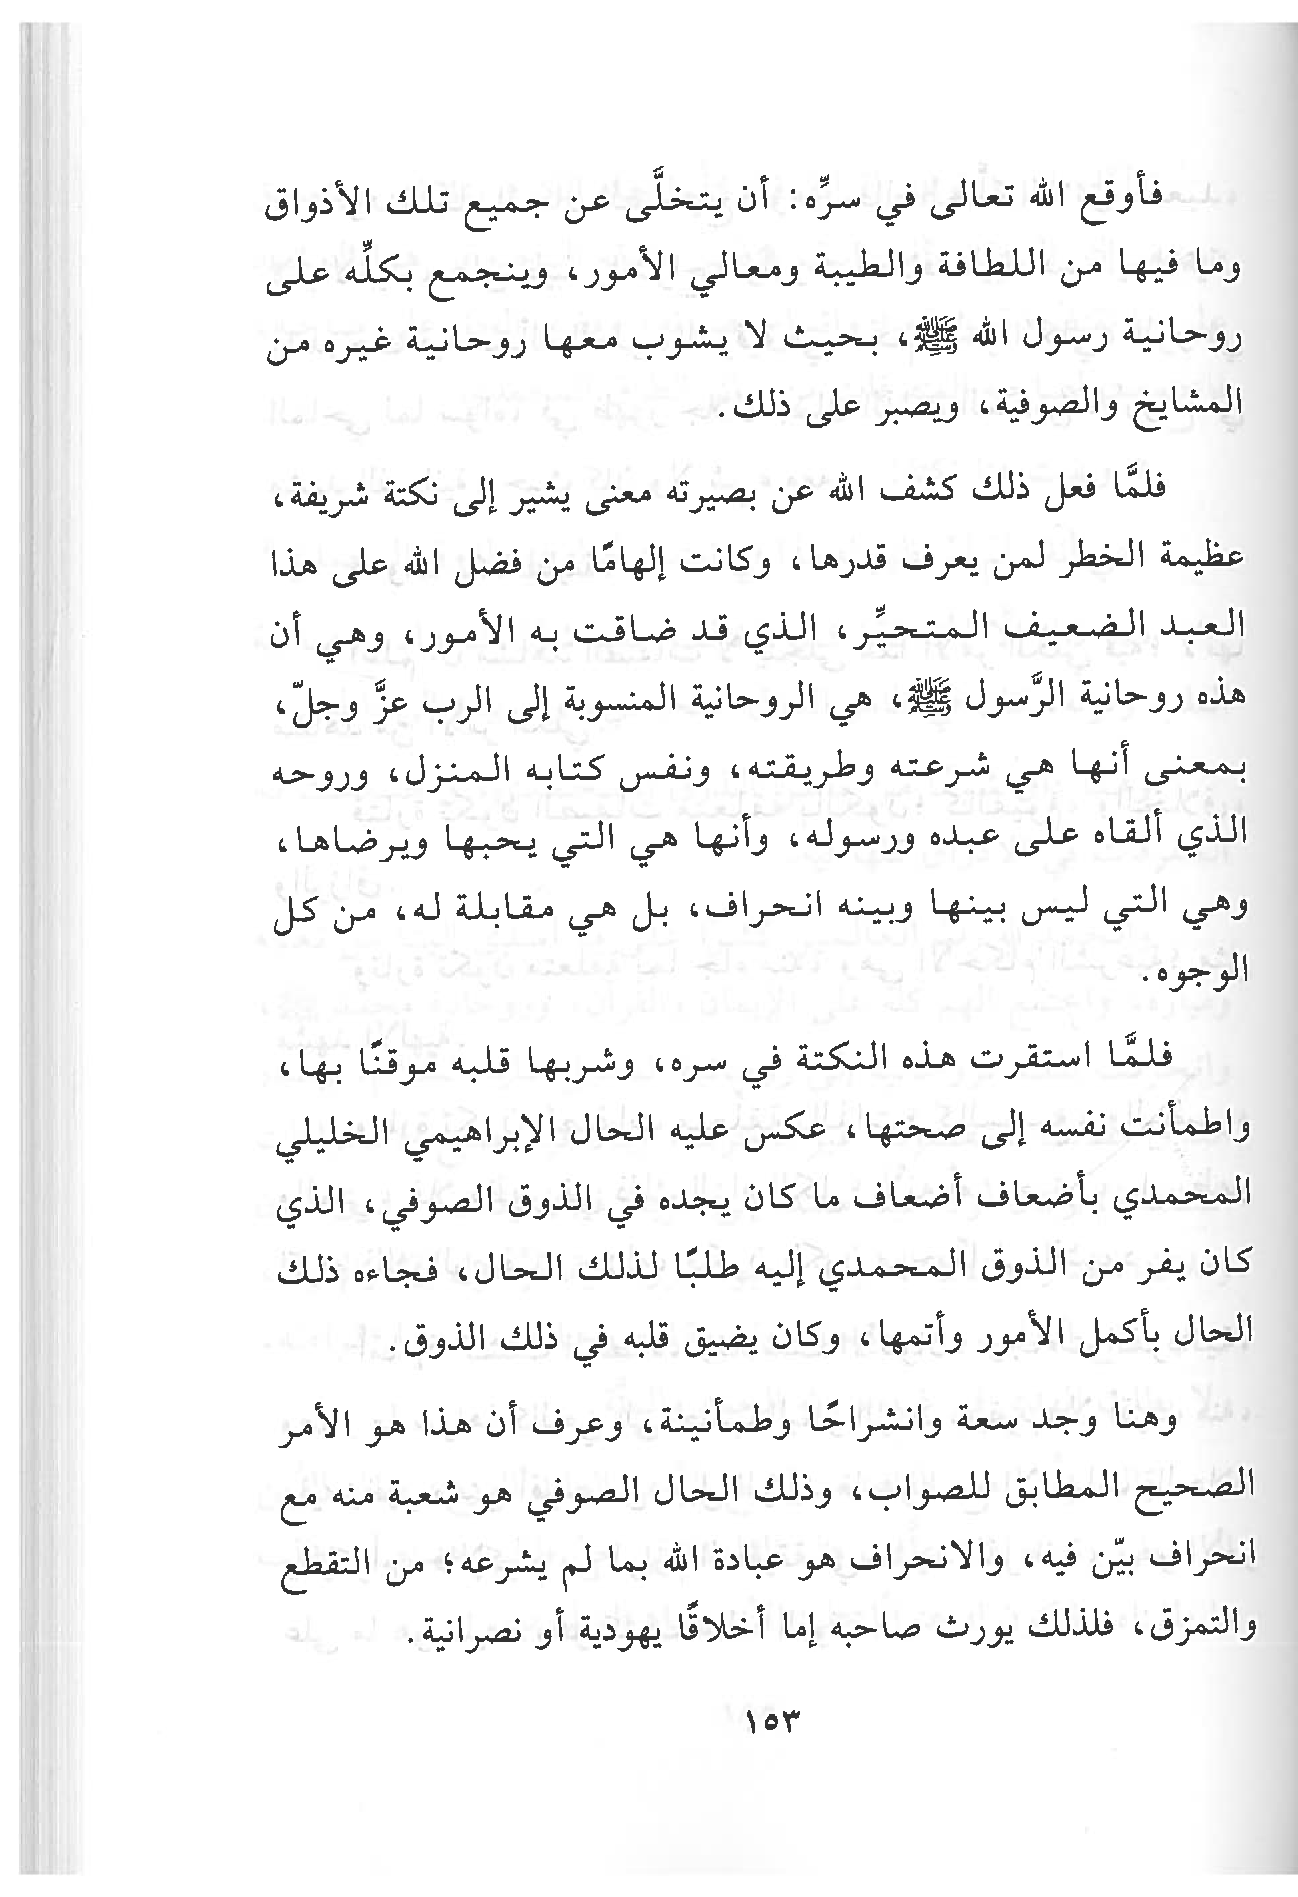 فأوقع الله تعالى في سرِّه: أن يتخلَّى عن جميع تلك الأذواق
وما فيها من اللطافة والطيبة ومعالي الأمور، وينجمع بكلِّه على
روحانية رسول الله ﷺ، بحيث لا يشوب معها روحانية غيره من
المشايخ والصوفية، ويصبر على ذلك.
فلمَّا فعل ذلك كشف الله عن بصيرته معنى يشير إلى نكتة شريفة،
عظيمة الخطر لمن يعرف قدرها، وكانت إلهامًا من فضل الله على هذا
العبد الضعيف المتحيِّر، الذي قد ضاقت به الأمور، وهي أن
هذه روحانية الرَّسول ﷺ، هي الروحانية المنسوبة إلى الرب عزَّ وجلّ،
بمعنى أنها هي شرعته وطريقته، ونفس كتابه المنزل، وروحه
الذي ألقاه على عبده ورسوله، وأنها هي التي يحبها ويرضاها،
وهي التي ليس بينها وبينه انحراف، بل هي مقابلة له، من كل
الوجوه.
فلمَّا استقرت هذه النكتة في سره، وشربها قلبه موقنًا بها،
واطمأنت نفسه إلى صحتها، عكس عليه الحال الإبراهيمي الخليلي
المحمدي بأضعاف أضعاف ما كان يجده في الذوق الصوفي، الذي
كان يفر من الذوق المحمدي إليه طلبًا لذلك الحال، فجاءه ذلك
الحال بأكمل الأمور وأتمها، وكان يضيق قلبه في ذلك الذوق.
وهنا وجد سعة وانشراحًا وطمأنينة، وعرف أن هذا هو الأمر
الصحيح المطابق للصواب، وذلك الحال الصوفي هو شعبة منه مع
انحراف بيّن فيه، والانحراف هو عبادة الله بما لم يشرعه؛ من التقطع
والتمزق، فلذلك يورث صاحبه إما أخلاقًا يهودية أو نصرانية.
١٥٣